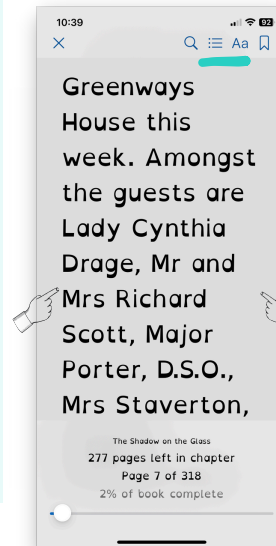 10:39
92
Aa
Greenways
House this
week. Amongst
the guests are
Lady Cynthia
Drage, Mr and
Mrs Richard
Scott, Major
Porter, D.S.O.,
Mrs Staverton,
The Shadow on the Glass
277 pages left in chapter
Page 7 of 318
2% of book complete